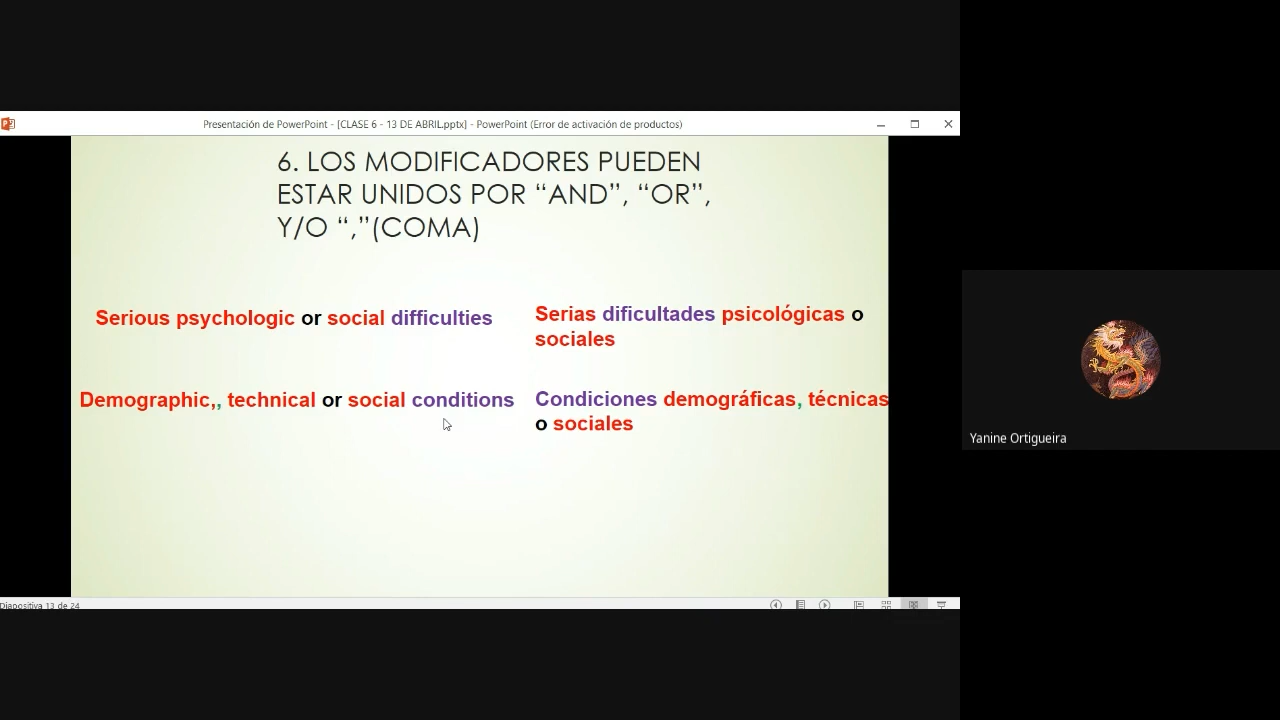 Presentación de PowerPoint - [CLASE 6 - 13 DE ABRIL.pptx] - PowerPoint (Error de activación de productos)
6. LOS MODIFICADORES PUEDEN
ESTAR UNIDOS POR “AND”, “OR”,
Y/O “,”(COMA)
Serious psychologic or social difficulties
Serias dificultades psicológicas o
sociales
Demographic,, technical or social conditions
Condiciones demográficas, técnicas
o sociales
Yanine Ortigueira
Diapositiva 13 de 24